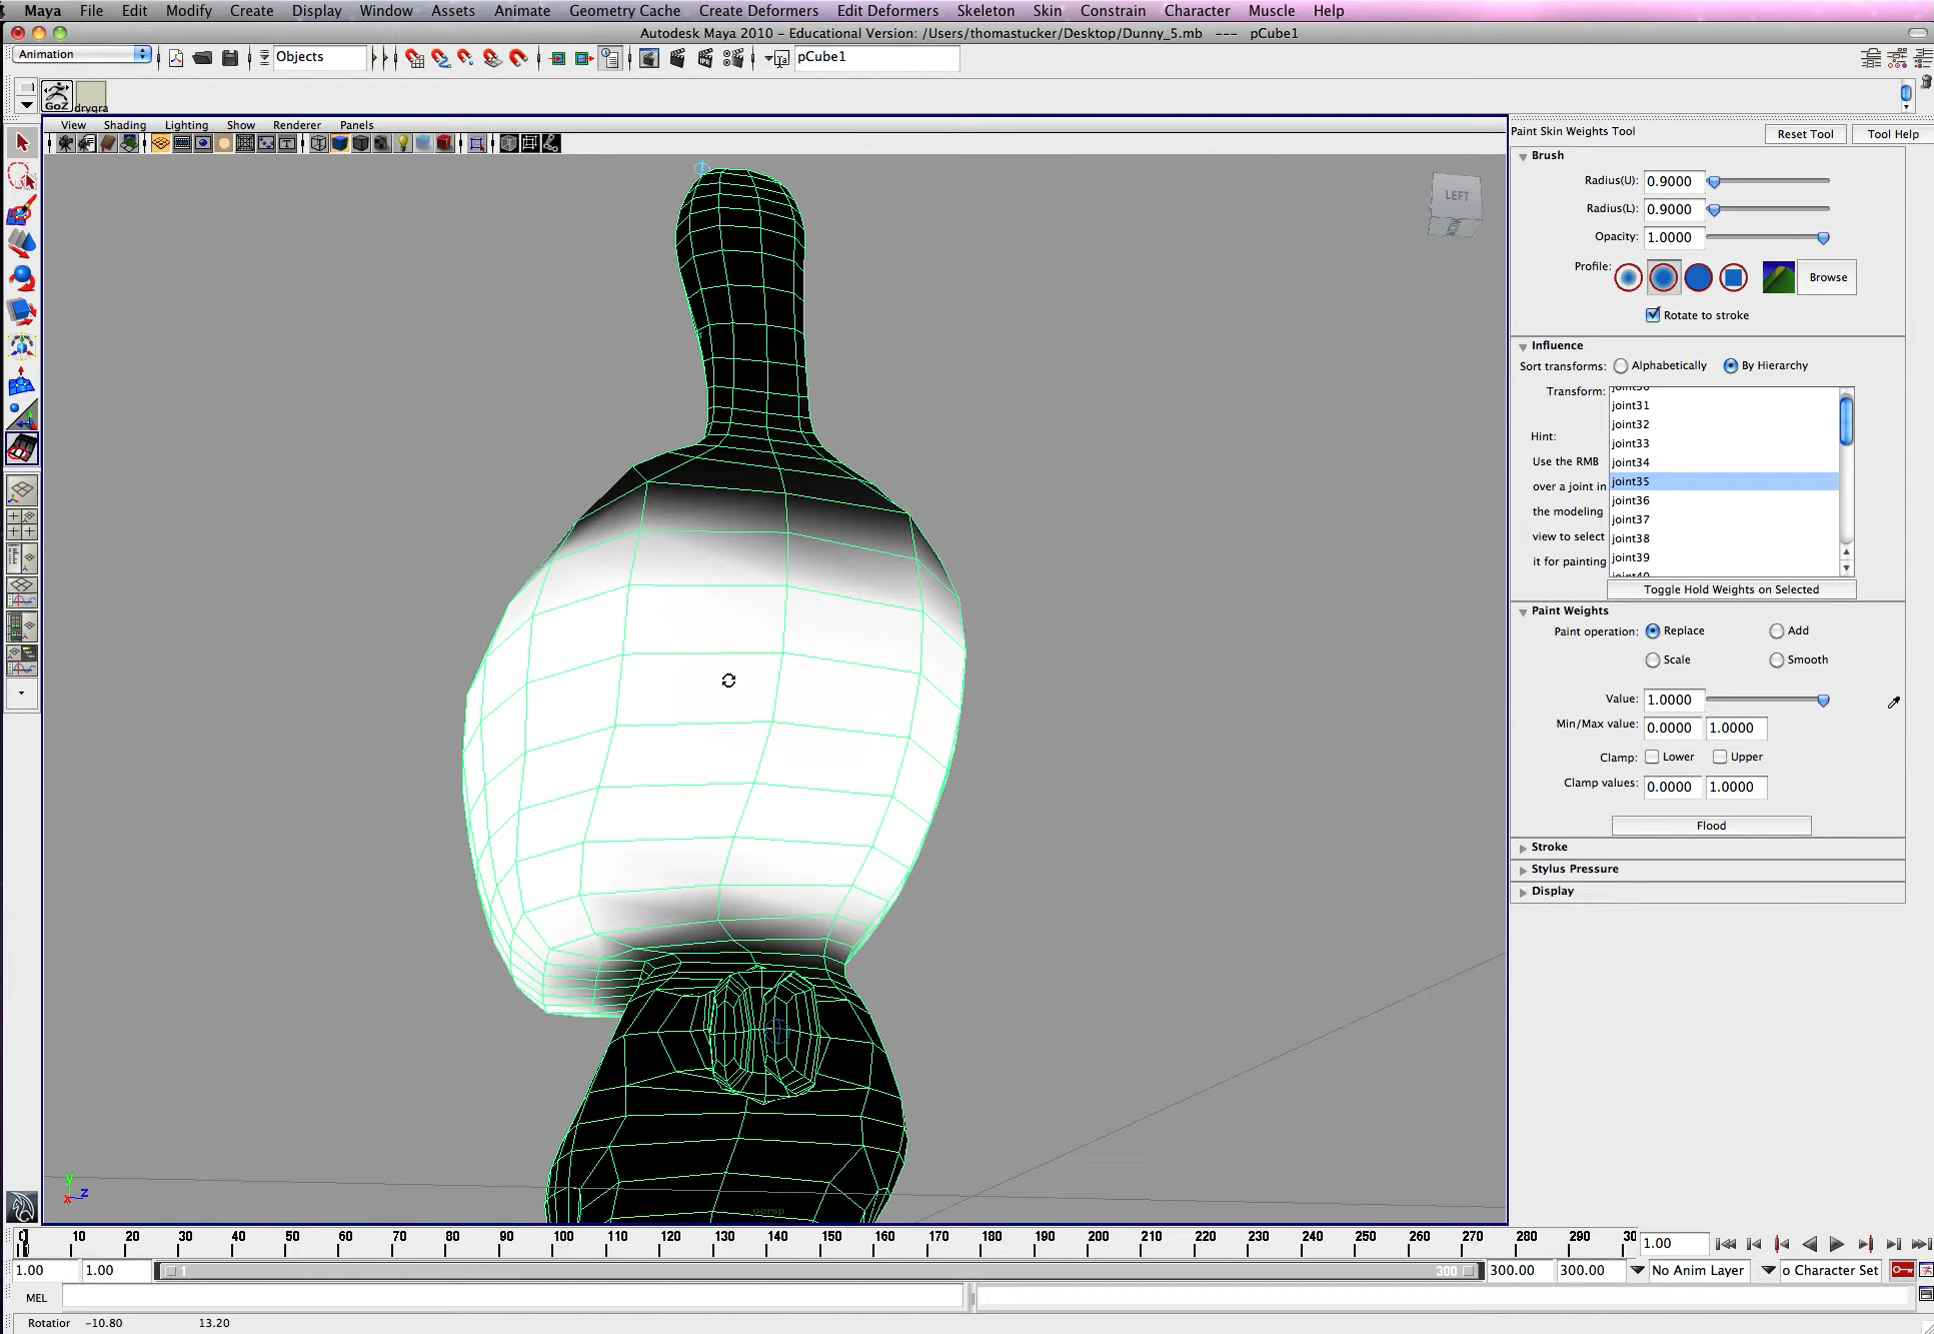 Maya File Edit Modify Create Display Window Assets Animate Geometry Cache Create Deformers Edit Deformers Skeleton Skin Constrain Character Muscle Help
Autodesk Maya 2010 - Educational Version: /Users/thomastucker/Desktop/Dunny_5.mb --- pCube1
Animation Objects pCube1
GoZ
View Shading Lighting Show Renderer Panels
Paint Skin Weights Tool Reset Tool Tool Help
Brush
Radius(U): 0.9000
Radius(L): 0.9000
Opacity: 1.0000
Profile: Browse
Rotate to stroke
Influence
Sort transforms: Alphabetically By Hierarchy
Transform:
joint31
joint32
joint33
joint34
joint35
joint36
joint37
joint38
joint39
Hint:
Use the RMB
over a joint in
the modeling
view to select
it for painting
Toggle Hold Weights on Selected
Paint Weights
Paint operation: Replace Add
Scale Smooth
Value: 1.0000
Min/Max value: 0.0000 1.0000
Clamp: Lower Upper
Clamp values: 0.0000 1.0000
Flood
Stroke
Stylus Pressure
Display
LEFT
y
x z
persp
10 20 30 40 50 60 70 80 90 100 110 120 130 140 150 160 170 180 190 200 210 220 230 240 250 260 270 280 290 30 1.00
1.00 1.00 1 300 300.00 300.00 No Anim Layer o Character Set
MEL
Rotatior -10.80 13.20